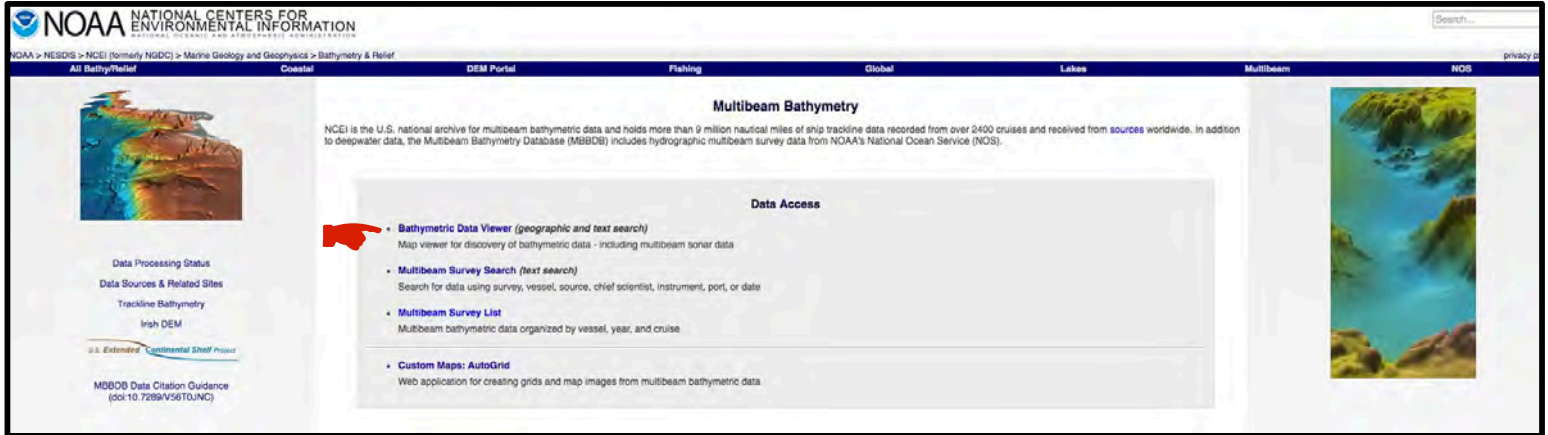 NOAA NATIONAL CENTERS FOR
ENVIRONMENTAL INFORMATION
NATIONAL OCEANIC AND ATMOSPHERIC ADMINISTRATION
Search...
NOAA > NESDIS > NCEI (formerly NGDC) > Marine Geology and Geophysics > Bathymetry & Relief
privacy p
All Bathy/Relief Coastal DEM Portal Fishing Global Lakes Multibeam NOS
Multibeam Bathymetry
NCEI is the U.S. national archive for multibeam bathymetric data and holds more than 9 million nautical miles of ship trackline data recorded from over 2400 cruises and received from sources worldwide. In addition
to deepwater data, the Multibeam Bathymetry Database (MBBDB) includes hydrographic multibeam survey data from NOAA's National Ocean Service (NOS).
Data Access
• Bathymetric Data Viewer (geographic and text search)
Map viewer for discovery of bathymetric data - including multibeam sonar data
• Multibeam Survey Search (text search)
Search for data using survey, vessel, source, chief scientist, instrument, port, or date
• Multibeam Survey List
Multibeam bathymetric data organized by vessel, year, and cruise
• Custom Maps: AutoGrid
Web application for creating grids and map images from multibeam bathymetric data
Data Processing Status
Data Sources & Related Sites
Trackline Bathymetry
Irish DEM
U.S. Extended Continental Shelf Project
MBBDB Data Citation Guidance
(doi:10.7289/V56T0JNC)